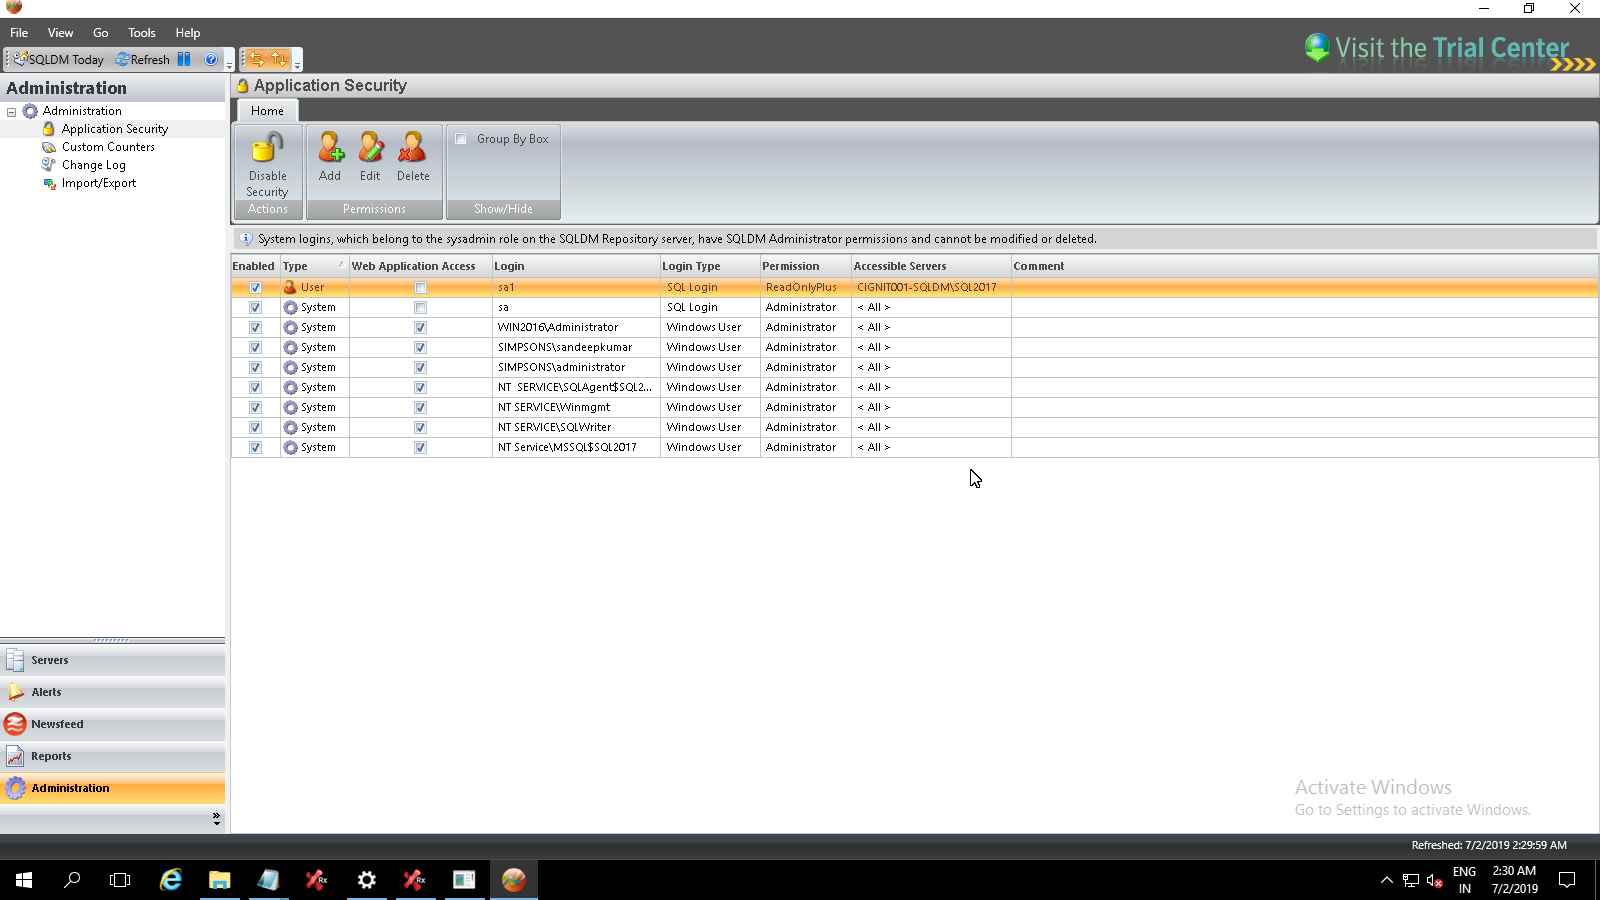 File View Go Tools Help
SQLDM Today Refresh
Visit the Trial Center
Administration
Administration
Application Security
Custom Counters
Change Log
Import/Export
Application Security
Home
Disable Security
Add Edit Delete
Group By Box
Actions Permissions Show/Hide
System logins, which belong to the sysadmin role on the SQLDM Repository server, have SQLDM Administrator permissions and cannot be modified or deleted.
Enabled Type Web Application Access Login Login Type Permission Accessible Servers Comment
User sa1 SQL Login ReadOnlyPlus CIGNIT001-SQLDM\SQL2017
System sa SQL Login Administrator < All >
System WIN2016\Administrator Windows User Administrator < All >
System SIMPSONS\sandeepkumar Windows User Administrator < All >
System SIMPSONS\administrator Windows User Administrator < All >
System NT SERVICE\SQLAgent$SQL2... Windows User Administrator < All >
System NT SERVICE\Winmgmt Windows User Administrator < All >
System NT SERVICE\SQLWriter Windows User Administrator < All >
System NT Service\MSSQL$SQL2017 Windows User Administrator < All >
Servers
Alerts
Newsfeed
Reports
Administration
Activate Windows
Go to Settings to activate Windows.
Refreshed: 7/2/2019 2:29:59 AM
ENG
IN
2:30 AM
7/2/2019